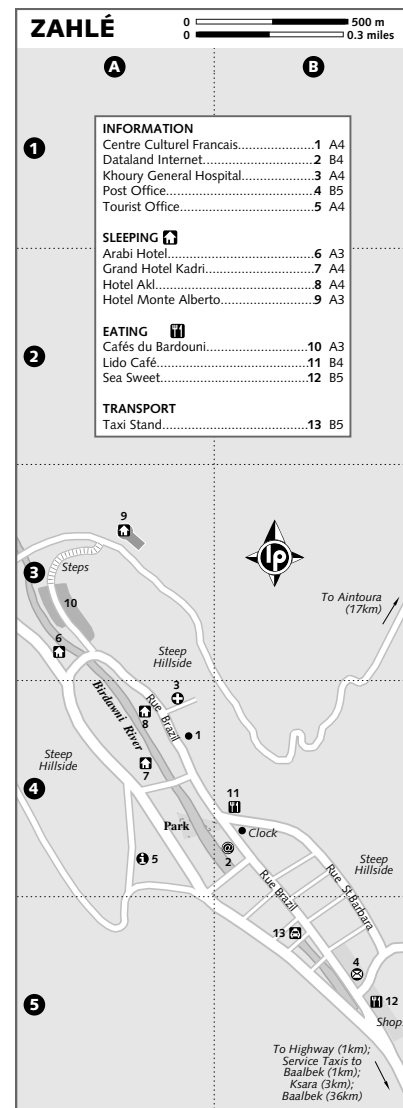 ZAHLÉ
0 500 m
0 0.3 miles
A B
1
INFORMATION
Centre Culturel Francais......................1 A4
Dataland Internet................................2 B4
Khoury General Hospital.....................3 A4
Post Office...........................................4 B5
Tourist Office.......................................5 A4
SLEEPING
Arabi Hotel..........................................6 A3
Grand Hotel Kadri...............................7 A4
Hotel Akl.............................................8 A4
Hotel Monte Alberto...........................9 A3
2
EATING
Cafés du Bardouni.............................10 A3
Lido Café...........................................11 B4
Sea Sweet..........................................12 B5
TRANSPORT
Taxi Stand..........................................13 B5
9
lp
3
Steps
10
To Aintoura
(17km)
6
Steep
Hillside
3
Birdawni River
Rue Brazil
8
1
Steep
Hillside
7
4
11
Park
Clock
5
@
2
Steep
Hillside
Rue Brazil
Rue St Barbara
13
4
5
12
Shops
To Highway (1km);
Service Taxis to
Baalbek (1km);
Ksara (3km);
Baalbek (36km)